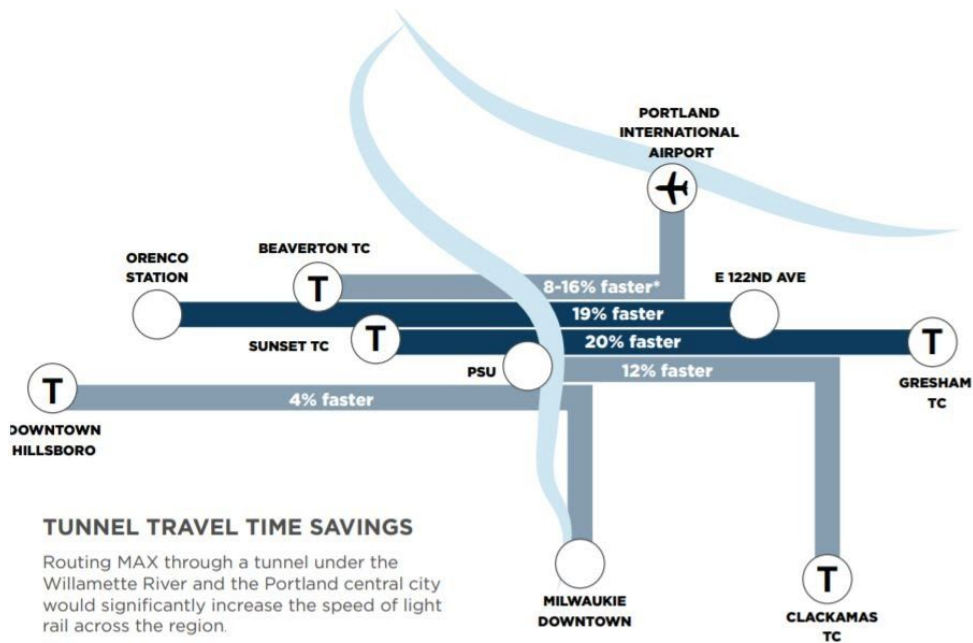 PORTLAND
INTERNATIONAL
AIRPORT
BEAVERTON TC
T
ORENCO
STATION
8-16% faster*
E 122ND AVE
19% faster
SUNSET TC
T
20% faster
T
GRESHAM
TC
PSU
12% faster
T
4% faster
DOWNTOWN
HILLSBORO
TUNNEL TRAVEL TIME SAVINGS
Routing MAX through a tunnel under the
Willamette River and the Portland central city
would significantly increase the speed of light
rail across the region.
MILWAUKIE
DOWNTOWN
T
CLACKAMAS
TC